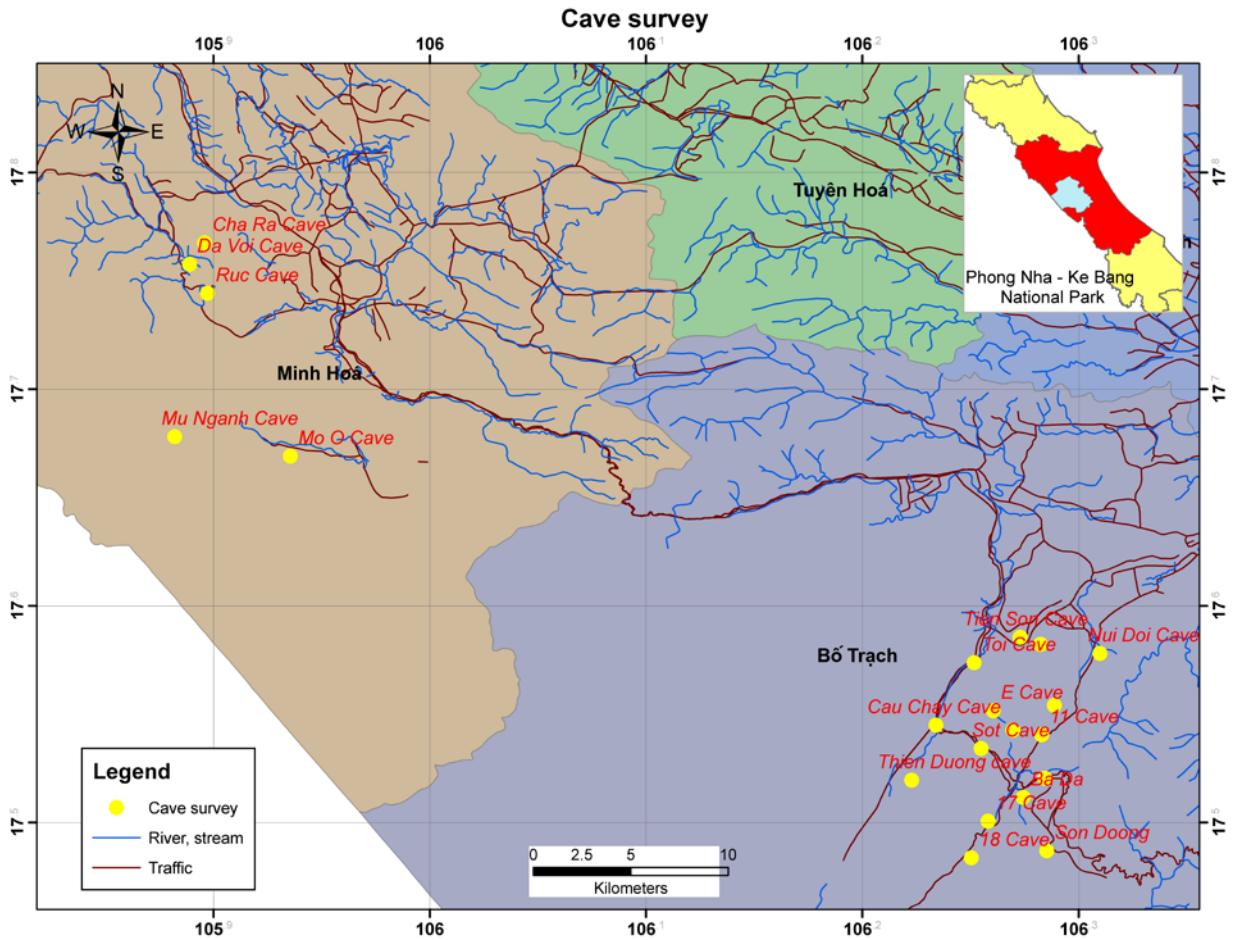 Cave survey
105⁹ 106 106¹ 106² 106³
N
W E
S
17⁸ 17⁸
Tuyên Hoá
Cha Ra Cave
Da Voi Cave
Ruc Cave
Phong Nha - Ke Bang
National Park
Minh Hoá
17⁷ 17⁷
Mu Nganh Cave
Mo O Cave
17⁶ 17⁶
Tien Son Cave
Nui Doi Cave
Toi Cave
Bố Trạch
E Cave
Cau Chay Cave
11 Cave
Sot Cave
Thien Duong cave
Ba Da
17 Cave
17⁵ 17⁵
18 Cave
Son Doong
Legend
Cave survey
River, stream
Traffic
0 2.5 5 10
Kilometers
105⁹ 106 106¹ 106² 106³